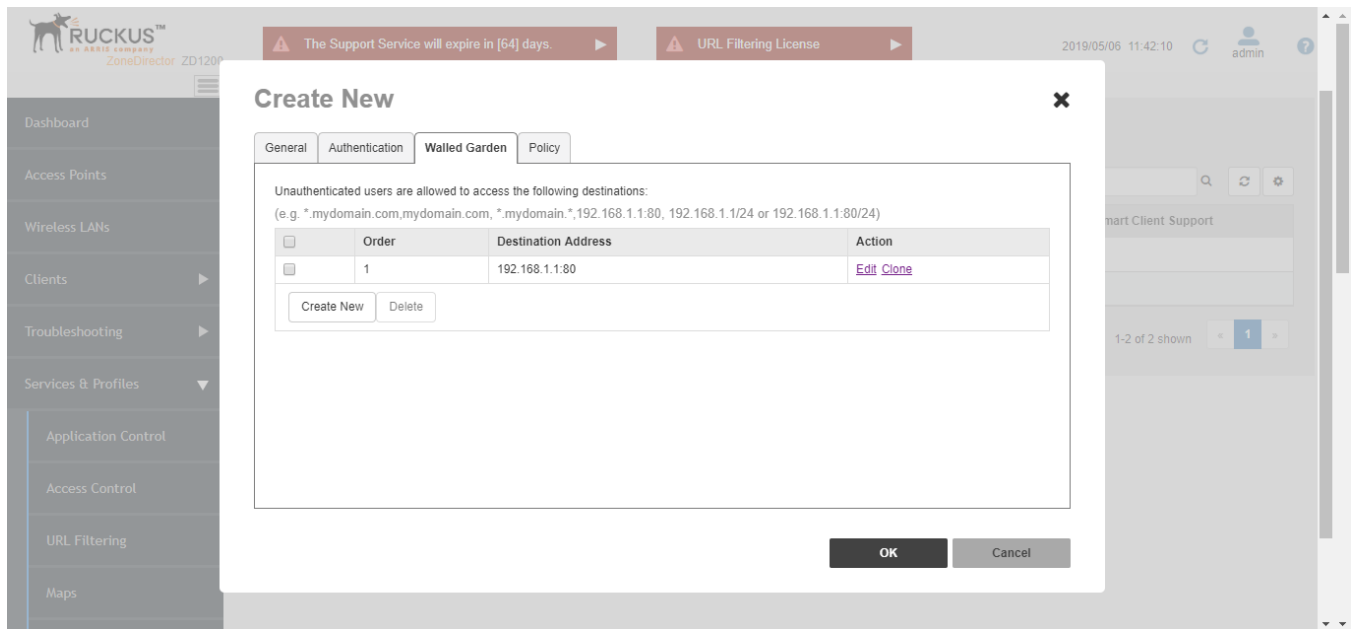 RUCKUS™
an ARRIS company
ZoneDirector ZD1200
The Support Service will expire in [64] days.
URL Filtering License
2019/05/06 11:42:10
admin
Dashboard
Access Points
Wireless LANs
Clients
Troubleshooting
Services & Profiles
Application Control
Access Control
URL Filtering
Maps
Create New
General Authentication Walled Garden Policy
Unauthenticated users are allowed to access the following destinations:
(e.g. *.mydomain.com,mydomain.com, *.mydomain.*,192.168.1.1:80, 192.168.1.1/24 or 192.168.1.1:80/24)
Order Destination Address Action
1 192.168.1.1:80 Edit Clone
Create New Delete
OK Cancel
Client Support
1-2 of 2 shown « 1 »